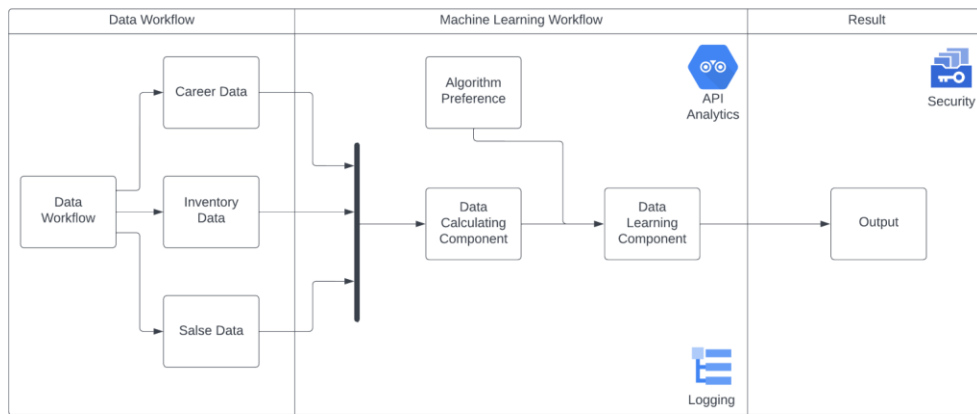 Data Workflow
Machine Learning Workflow
Result
Career Data
Algorithm
Preference
API
Analytics
Security
Data
Workflow
Inventory
Data
Data
Calculating
Component
Data
Learning
Component
Output
Salse Data
Logging